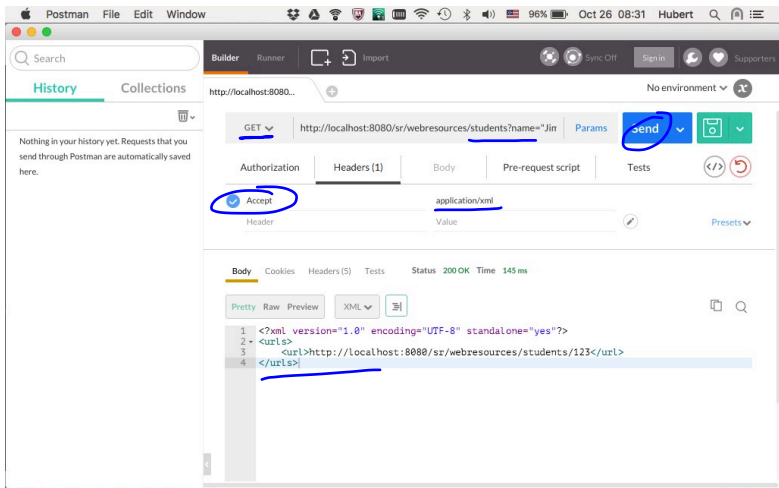 Postman File Edit Window 96% Oct 26 08:31 Hubert
Search
History Collections
Nothing in your history yet. Requests that you
send through Postman are automatically saved
here.
Builder Runner Import Sync Off Sign in Supporters
http://localhost:8080... No environment
GET http://localhost:8080/sr/webresources/students?name="Jim Params Send
Authorization Headers (1) Body Pre-request script Tests
Accept application/xml
Header Value Presets
Body Cookies Headers (5) Tests Status 200 OK Time 145 ms
Pretty Raw Preview XML
1 <?xml version="1.0" encoding="UTF-8" standalone="yes"?>
2 <urls>
3 <url>http://localhost:8080/sr/webresources/students/123</url>
4 </urls>